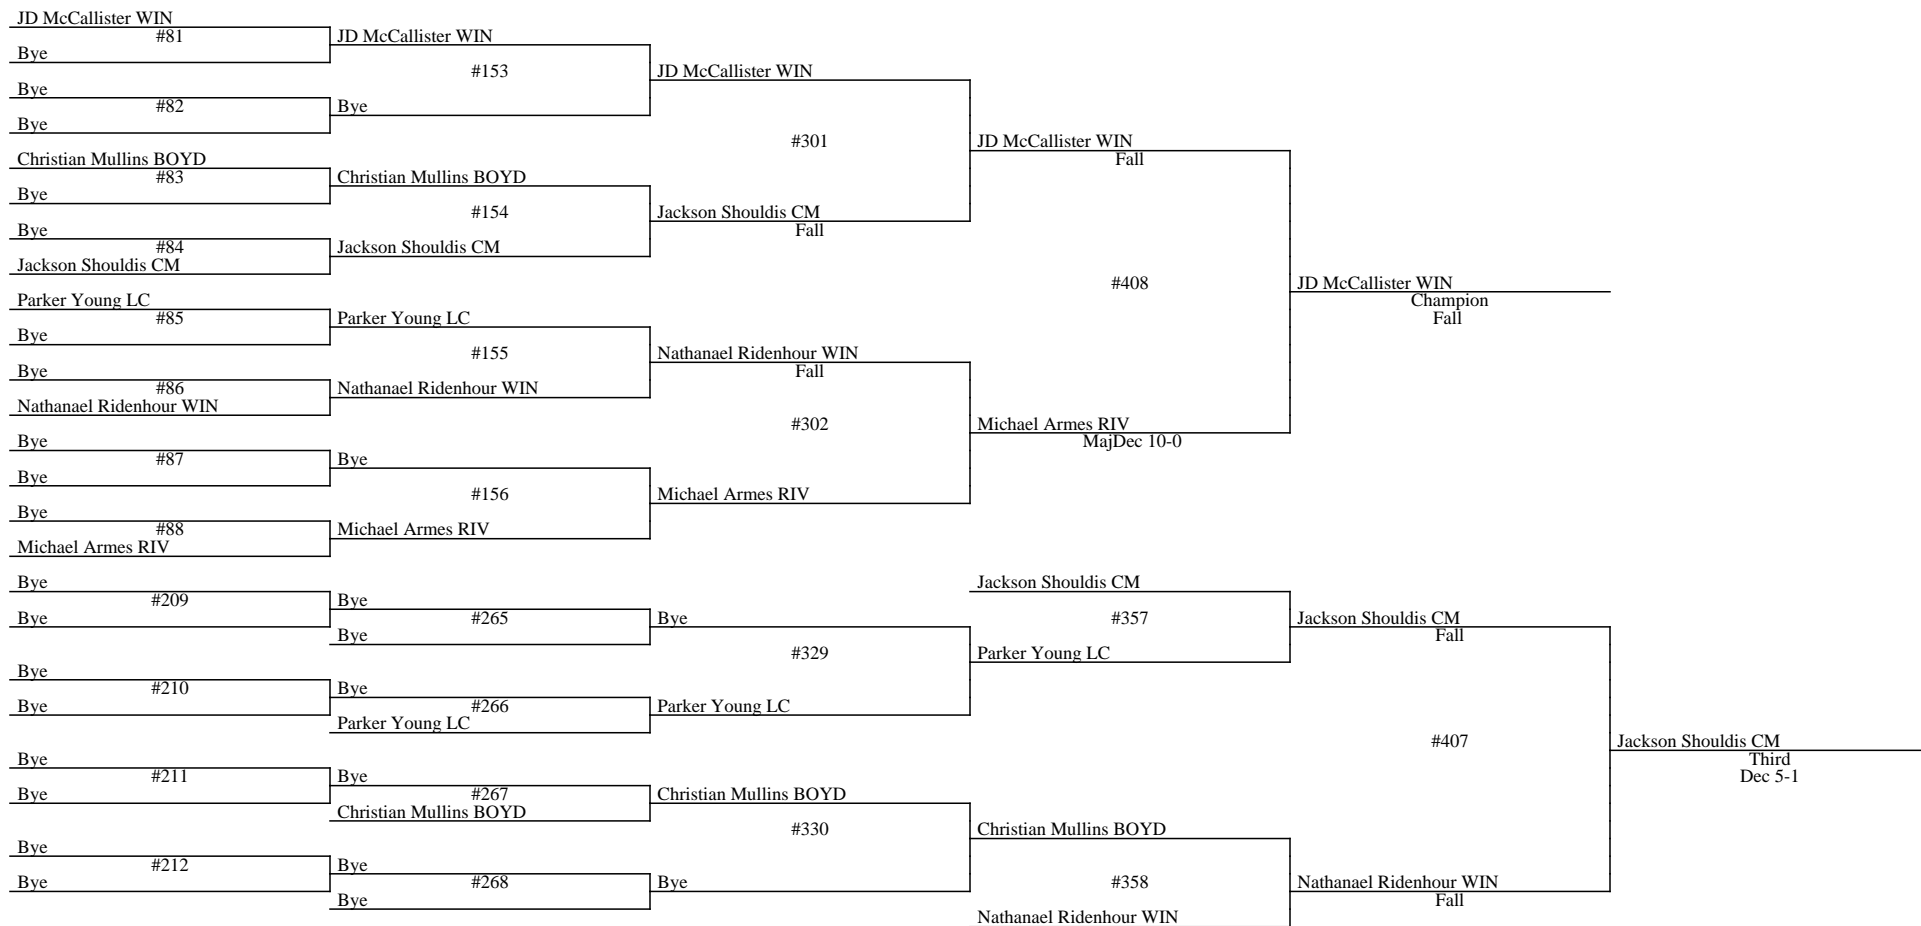 JD McCallister WIN
#81
Bye
JD McCallister WIN
#153
Bye
#82
Bye
Bye
JD McCallister WIN
#301
Christian Mullins BOYD
#83
Bye
Christian Mullins BOYD
#154
Bye
#84
Jackson Shouldis CM
Jackson Shouldis CM
Jackson Shouldis CM
Fall
JD McCallister WIN
Fall
#408
Parker Young LC
#85
Bye
Parker Young LC
#155
Bye
#86
Nathanael Ridenhour WIN
Nathanael Ridenhour WIN
Nathanael Ridenhour WIN
Fall
#302
Bye
#87
Bye
Bye
#156
Bye
#88
Michael Armes RIV
Michael Armes RIV
Michael Armes RIV
Michael Armes RIV
MajDec 10-0
JD McCallister WIN
Champion
Fall
Bye
#209
Bye
Bye
#265
Bye
Bye
#329
Bye
#210
Bye
Bye
#266
Parker Young LC
Parker Young LC
Jackson Shouldis CM
#357
Parker Young LC
Jackson Shouldis CM
Fall
#407
Bye
#211
Bye
Bye
#267
Christian Mullins BOYD
Christian Mullins BOYD
#330
Bye
#212
Bye
Bye
#268
Bye
Bye
Christian Mullins BOYD
#358
Nathanael Ridenhour WIN
Nathanael Ridenhour WIN
Fall
Jackson Shouldis CM
Third
Dec 5-1